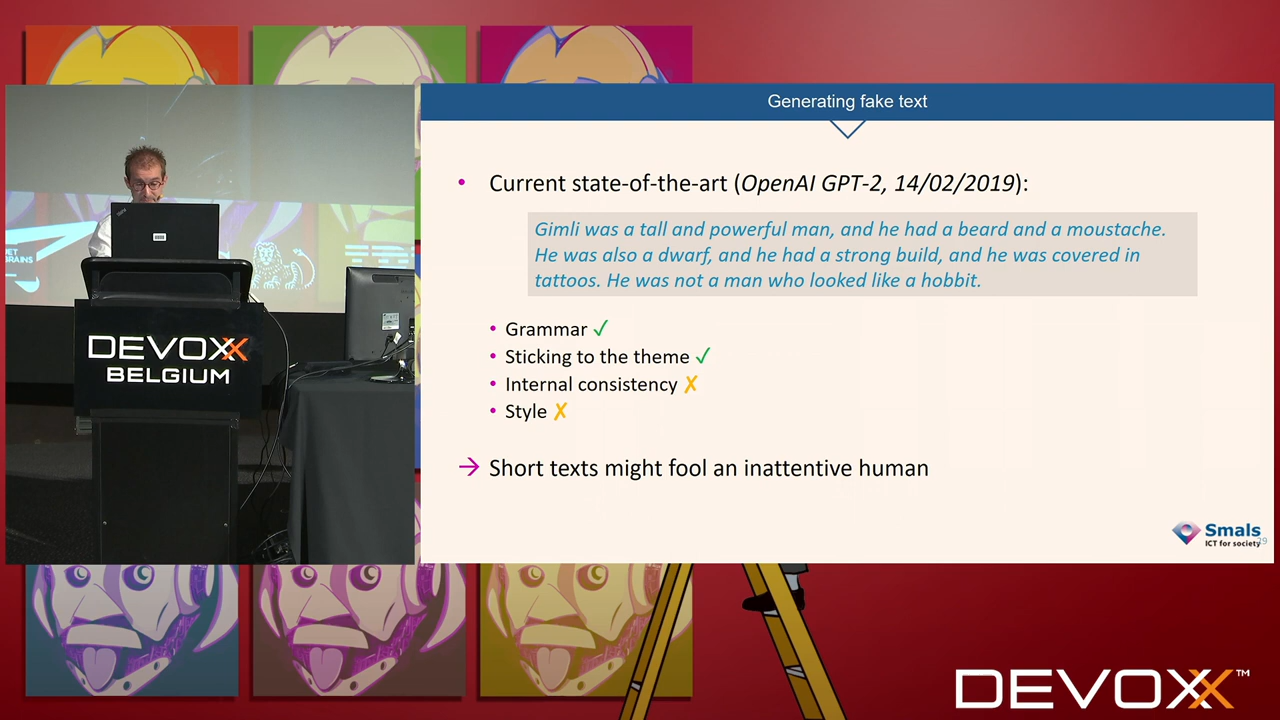 Generating fake text
• Current state-of-the-art (OpenAI GPT-2, 14/02/2019):
Gimli was a tall and powerful man, and he had a beard and a moustache.
He was also a dwarf, and he had a strong build, and he was covered in
tattoos. He was not a man who looked like a hobbit.
• Grammar ✓
• Sticking to the theme ✓
• Internal consistency ✗
• Style ✗
→ Short texts might fool an inattentive human
Smals
ICT for society
29
DEVOXX
BELGIUM
DEVOXX™